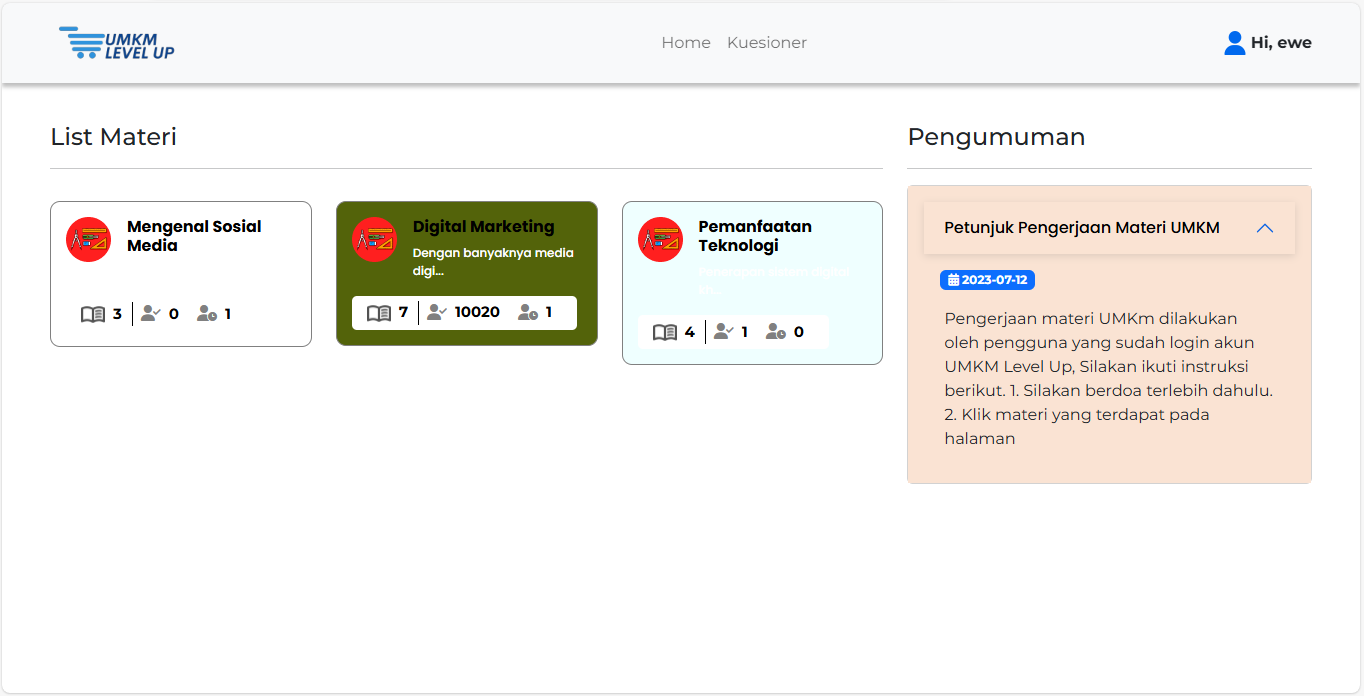 UMKM
LEVEL UP
Home Kuesioner
Hi, ewe
List Materi
Mengenal Sosial
Media
3 0 1
Digital Marketing
Dengan banyaknya media
digi...
7 10020 1
Pemanfaatan
Teknologi
4 1 0
Pengumuman
Petunjuk Pengerjaan Materi UMKM
2023-07-12
Pengerjaan materi UMKm dilakukan
oleh pengguna yang sudah login akun
UMKM Level Up, Silakan ikuti instruksi
berikut. 1. Silakan berdoa terlebih dahulu.
2. Klik materi yang terdapat pada
halaman